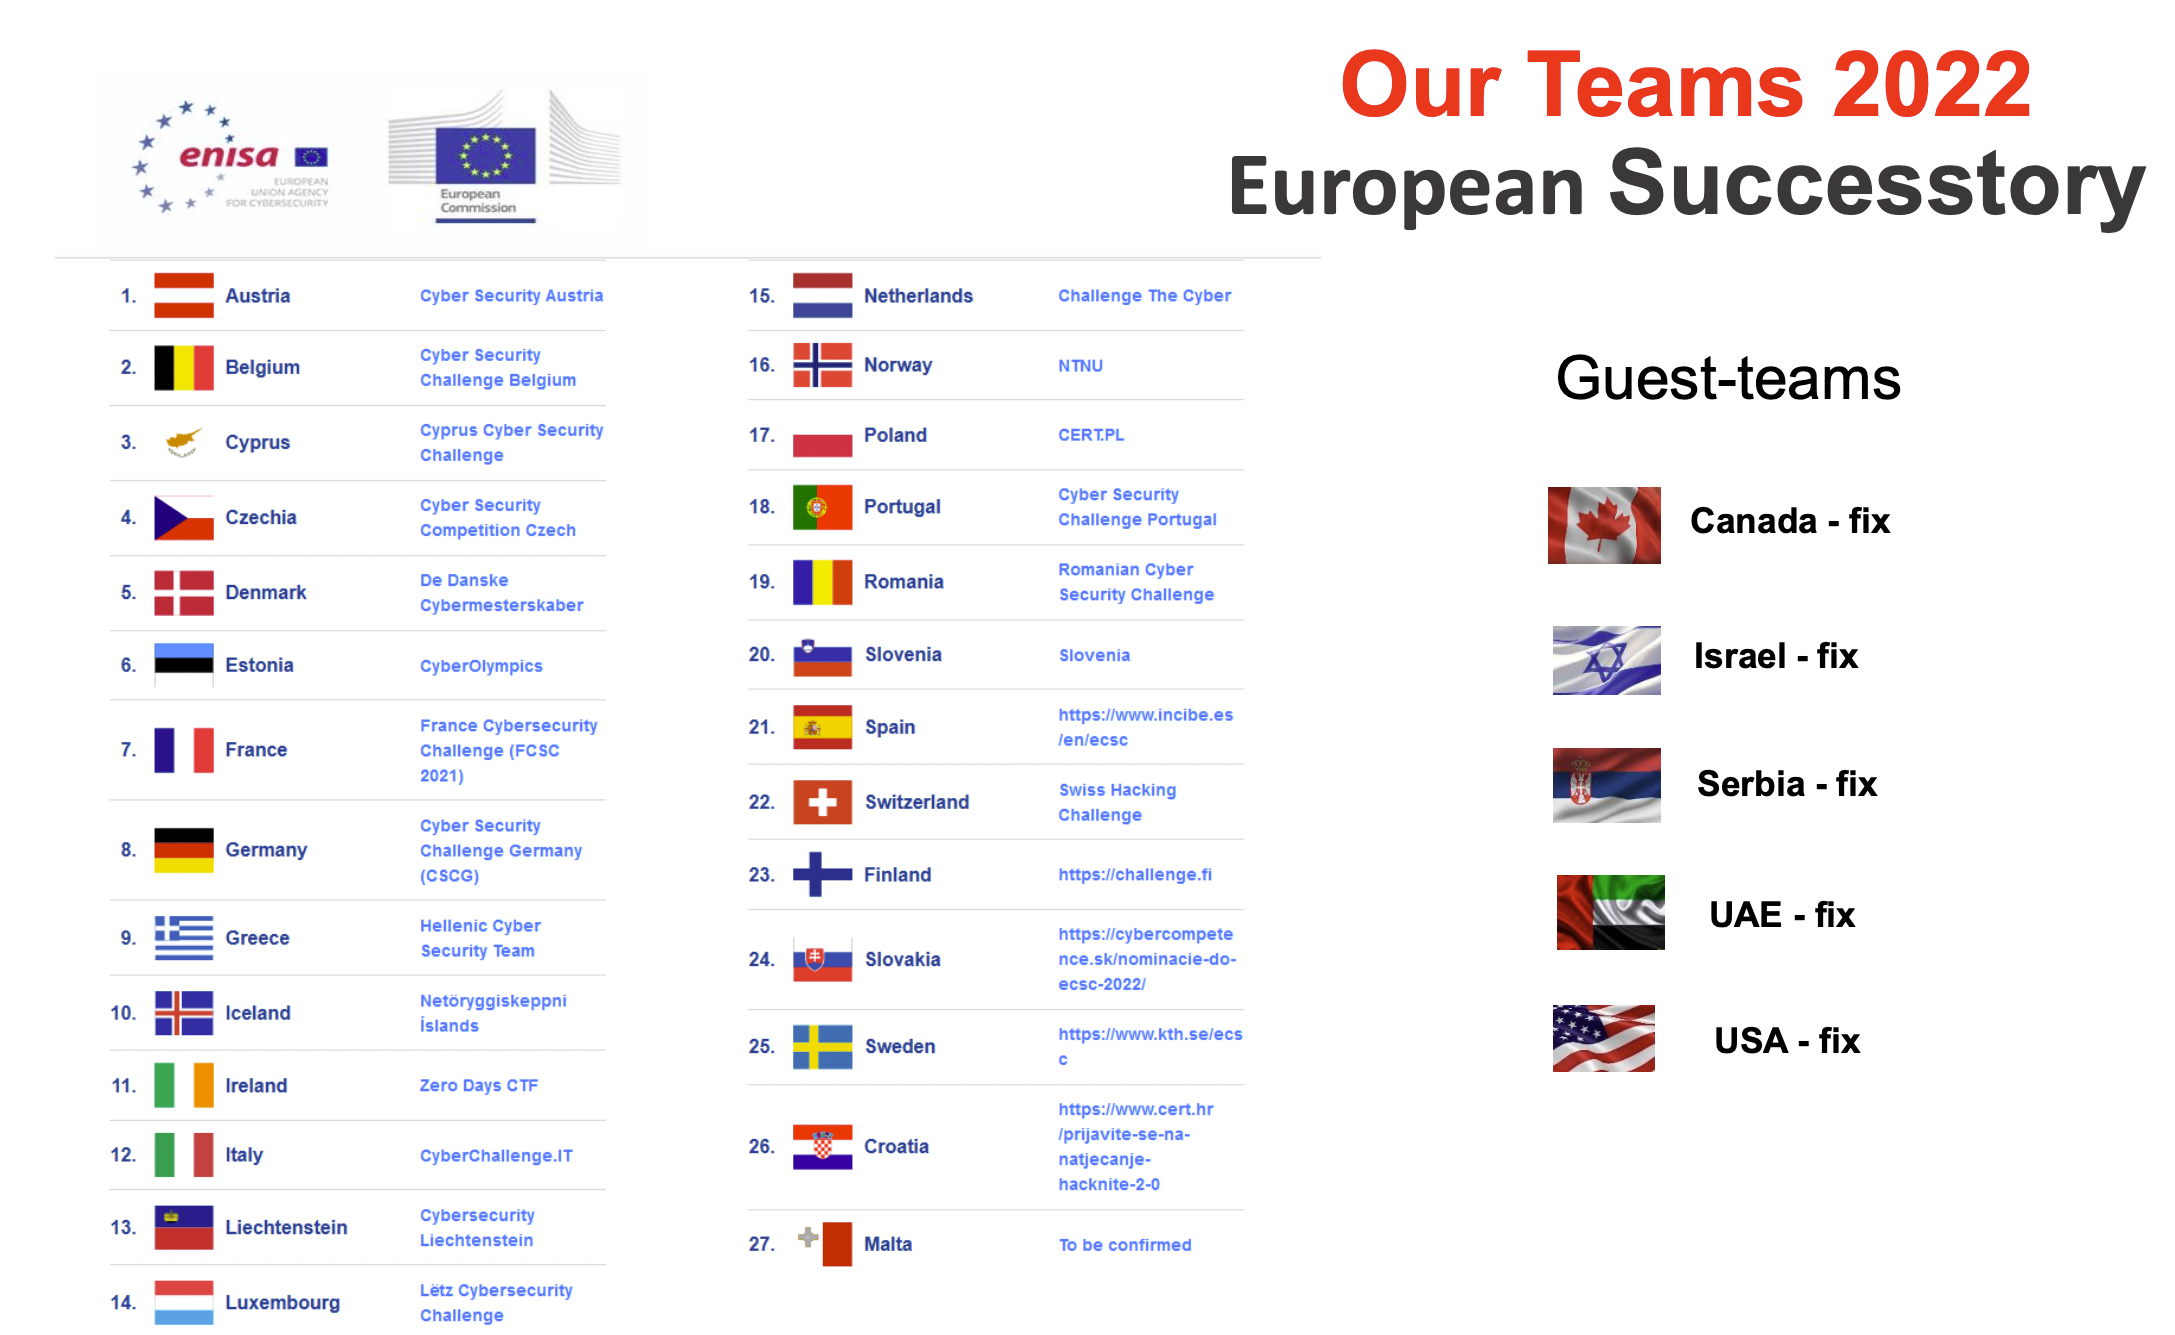 Our Teams 2022
European Successtory
enisa
EUROPEAN
UNION AGENCY
FOR CYBERSECURITY
European
Commission
1. Austria Cyber Security Austria
2. Belgium Cyber Security
Challenge Belgium
3. Cyprus Cyprus Cyber Security
Challenge
4. Czechia Cyber Security
Competition Czech
5. Denmark De Danske
Cybermesterskaber
6. Estonia CyberOlympics
7. France France Cybersecurity
Challenge (FCSC
2021)
8. Germany Cyber Security
Challenge Germany
(CSCG)
9. Greece Hellenic Cyber
Security Team
10. Iceland Netöryggiskeppni
Íslands
11. Ireland Zero Days CTF
12. Italy CyberChallenge.IT
13. Liechtenstein Cybersecurity
Liechtenstein
14. Luxembourg Lëtz Cybersecurity
Challenge
15. Netherlands Challenge The Cyber
16. Norway NTNU
17. Poland CERT.PL
18. Portugal Cyber Security
Challenge Portugal
19. Romania Romanian Cyber
Security Challenge
20. Slovenia Slovenia
21. Spain https://www.incibe.es
/en/ecsc
22. Switzerland Swiss Hacking
Challenge
23. Finland https://challenge.fi
24. Slovakia https://cybercompete
nce.sk/nominacie-do-
ecsc-2022/
25. Sweden https://www.kth.se/ecs
c
26. Croatia https://www.cert.hr
/prijavite-se-na-
natjecanje-
hacknite-2-0
27. Malta To be confirmed
Guest-teams
Canada - fix
Israel - fix
Serbia - fix
UAE - fix
USA - fix